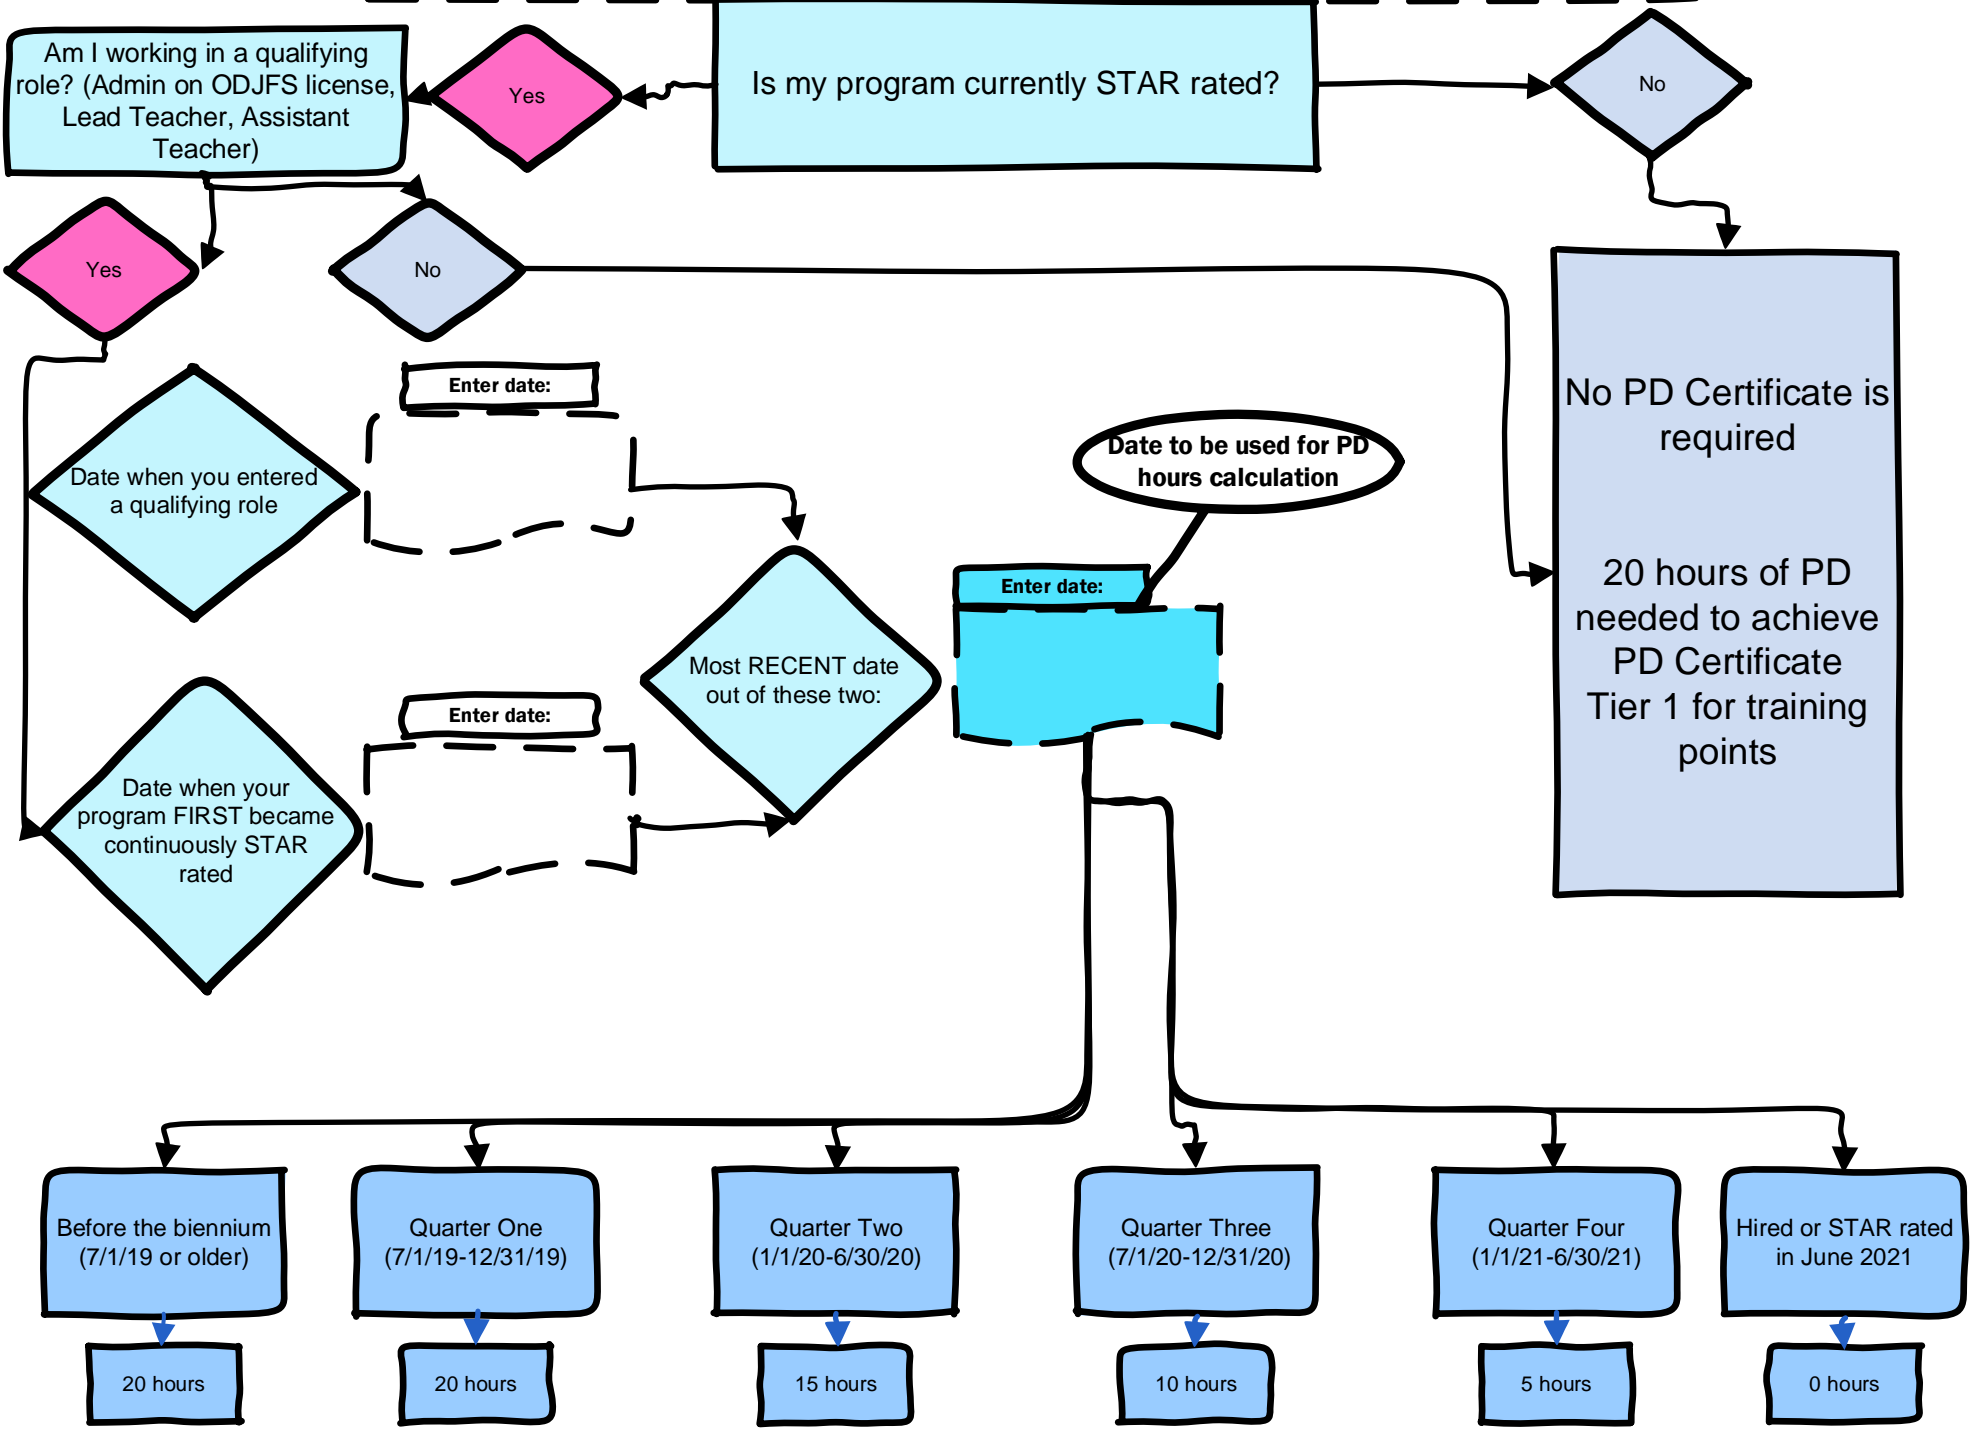 Am I working in a qualifying
role? (Admin on ODJFS license,
Lead Teacher, Assistant
Teacher)
Yes
Is my program currently STAR rated?
No
Yes
No
No PD Certificate is
required
20 hours of PD
needed to achieve
PD Certificate
Tier 1 for training
points
Enter date:
Date when you entered
a qualifying role
Date to be used for PD
hours calculation
Enter date:
Most RECENT date
out of these two:
Enter date:
Date when your
program FIRST became
continuously STAR
rated
Before the biennium
(7/1/19 or older)
Quarter One
(7/1/19-12/31/19)
Quarter Two
(1/1/20-6/30/20)
Quarter Three
(7/1/20-12/31/20)
Quarter Four
(1/1/21-6/30/21)
Hired or STAR rated
in June 2021
20 hours
20 hours
15 hours
10 hours
5 hours
0 hours